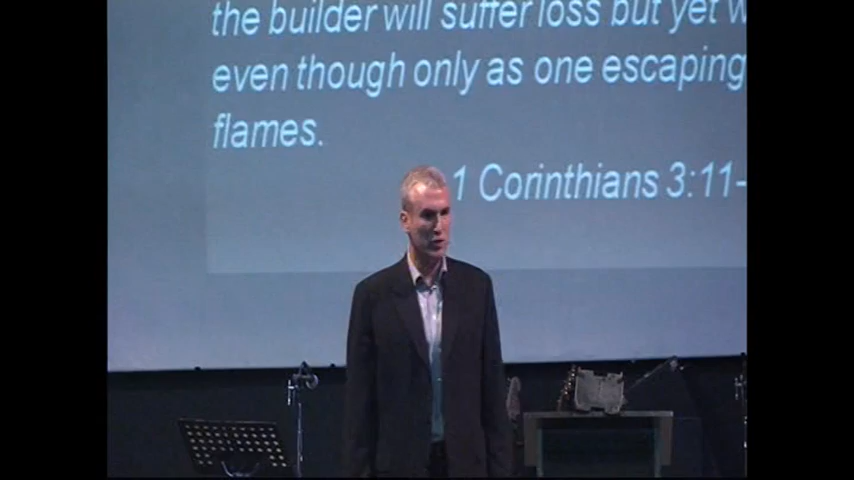 the builder will suffer loss but yet
even though only as one escaping
flames.
1 Corinthians 3:11-